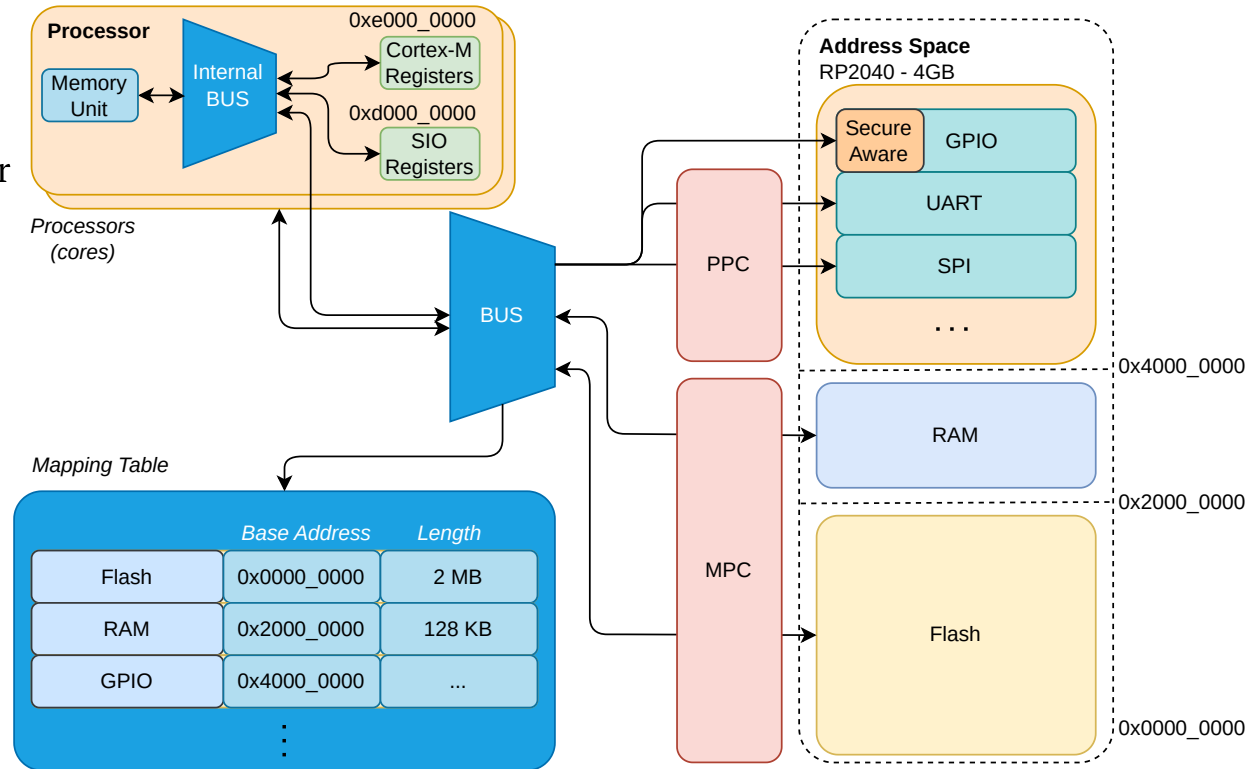 Processor
0xe000_0000
Cortex-M
Registers
Memory
Unit
Internal
BUS
0xd000_0000
SIO
Registers
r
Processors
(cores)
BUS
PPC
MPC
Address Space
RP2040 - 4GB
Secure
Aware
GPIO
UART
SPI
...
0x4000_0000
RAM
0x2000_0000
Flash
0x0000_0000
Mapping Table
Base Address Length
Flash 0x0000_0000 2 MB
RAM 0x2000_0000 128 KB
GPIO 0x4000_0000 ...
⋮